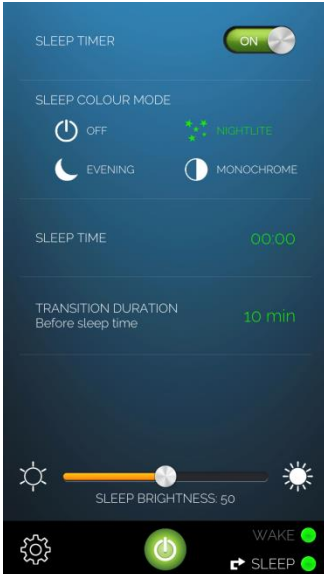 SLEEP TIMER
ON
SLEEP COLOUR MODE
OFF
NIGHTLITE
EVENING
MONOCHROME
SLEEP TIME
00:00
TRANSITION DURATION
Before sleep time
10 min
SLEEP BRIGHTNESS: 50
WAKE
SLEEP